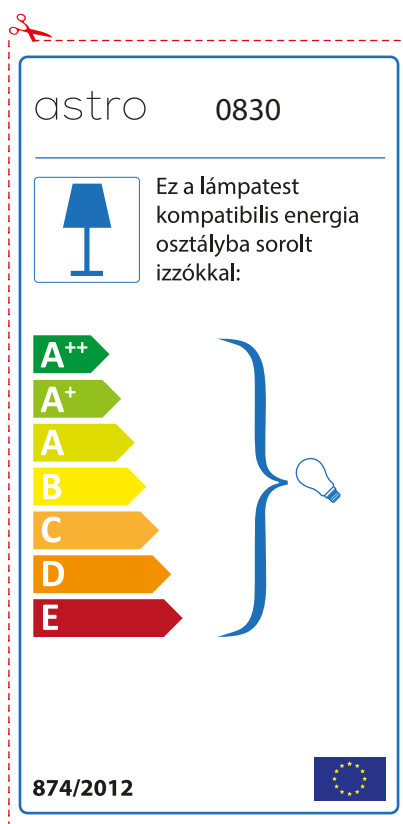 astro 0830
Ez a lámpatest
kompatibilis energia
osztályba sorolt
izzókkal:
A++
A+
A
B
C
D
E
874/2012